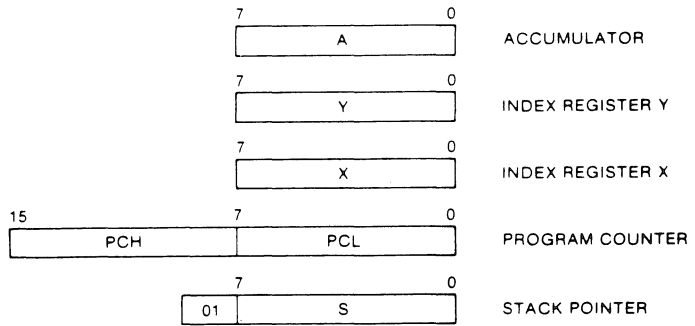 7 0
A ACCUMULATOR
7 0
Y INDEX REGISTER Y
7 0
X INDEX REGISTER X
15 7 0
PCH PCL PROGRAM COUNTER
7 0
01 S STACK POINTER